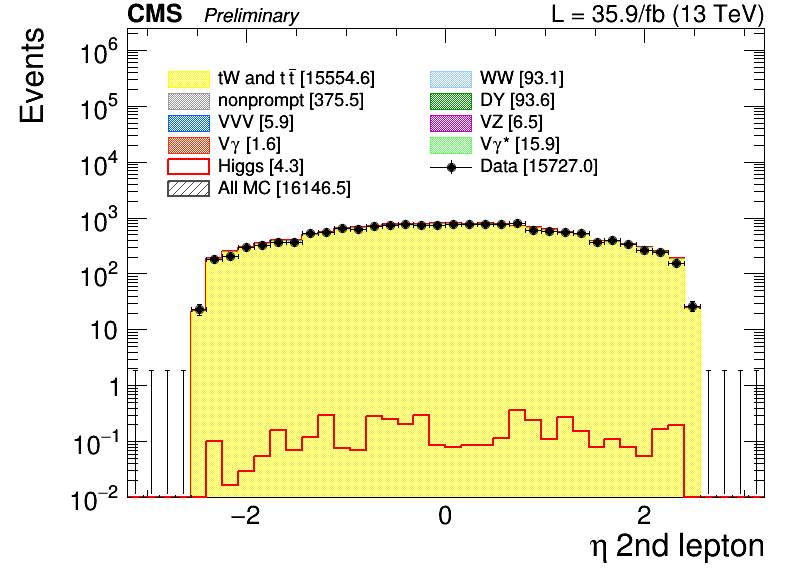 CMS Preliminary L = 35.9/fb (13 TeV)
Events
10⁶
10⁵
10⁴
10³
10²
10
1
10⁻¹
10⁻²
tW and t t̄ [15554.6] WW [93.1]
nonprompt [375.5] DY [93.6]
VVV [5.9] VZ [6.5]
Vγ [1.6] Vγ* [15.9]
Higgs [4.3] Data [15727.0]
All MC [16146.5]
−2 0 2
η 2nd lepton